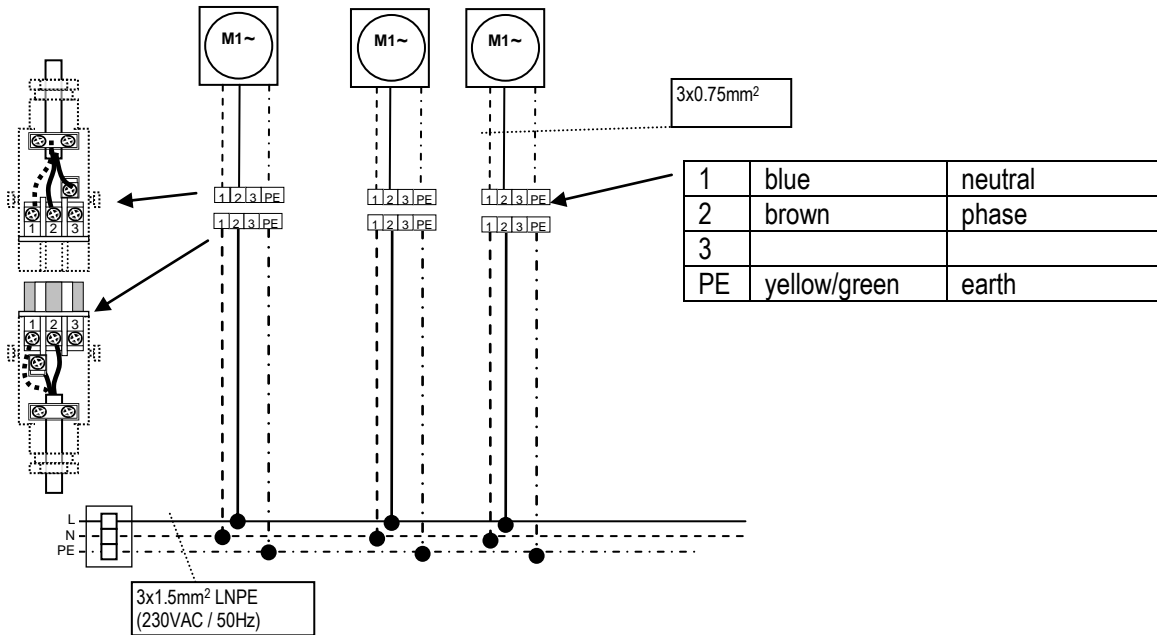 M1~ M1~ M1~
3x0.75mm²
1 2 3 PE 1 2 3 PE 1 2 3 PE
1 2 3 PE 1 2 3 PE 1 2 3 PE
1 2 3
1 2 3
1 blue neutral
2 brown phase
3
PE yellow/green earth
L
N
PE
3x1.5mm² LNPE
(230VAC / 50Hz)